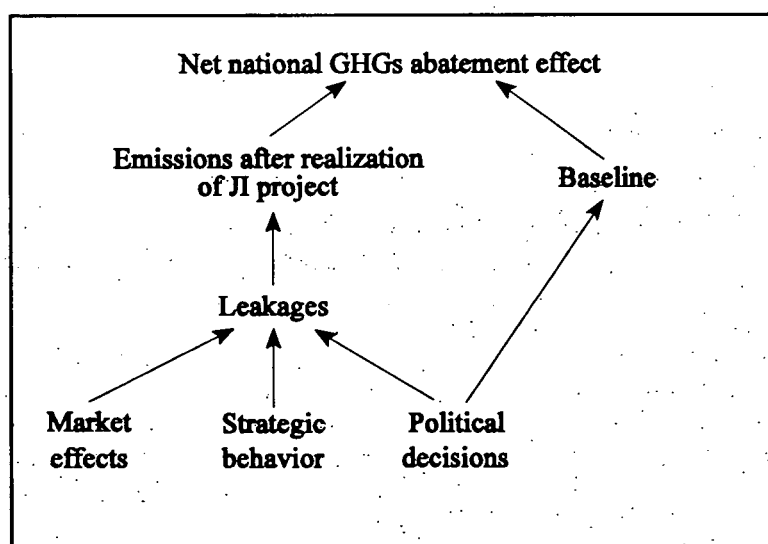 Net national GHGs abatement effect
Emissions after realization
of JI project
Baseline
Leakages
Market
effects
Strategic
behavior
Political
decisions